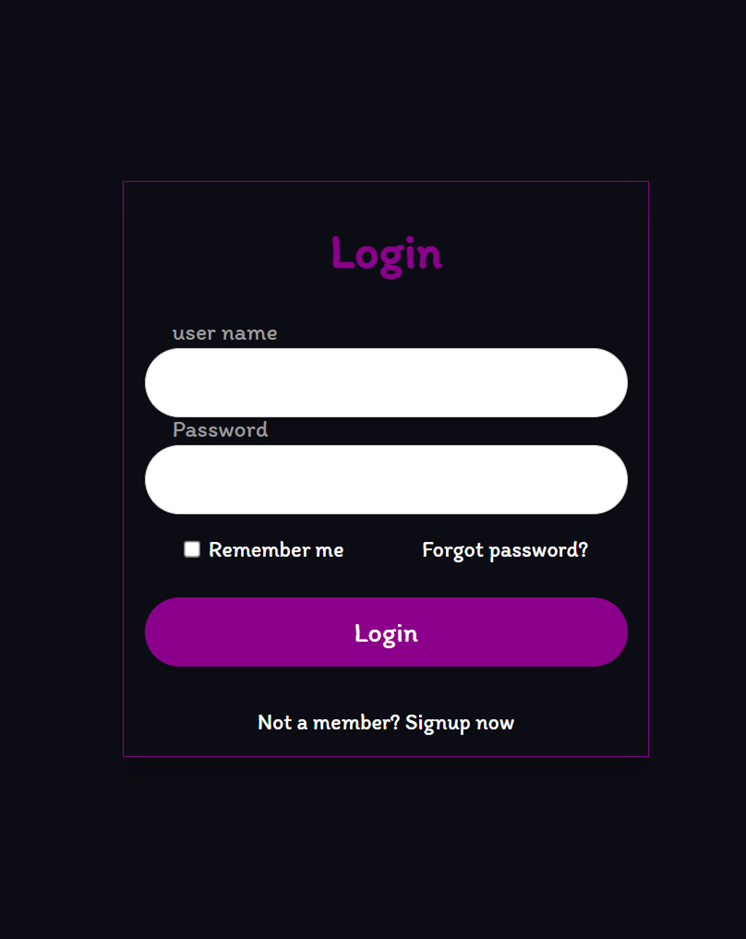 Login
user name
Password
Remember me Forgot password?
Login
Not a member? Signup now